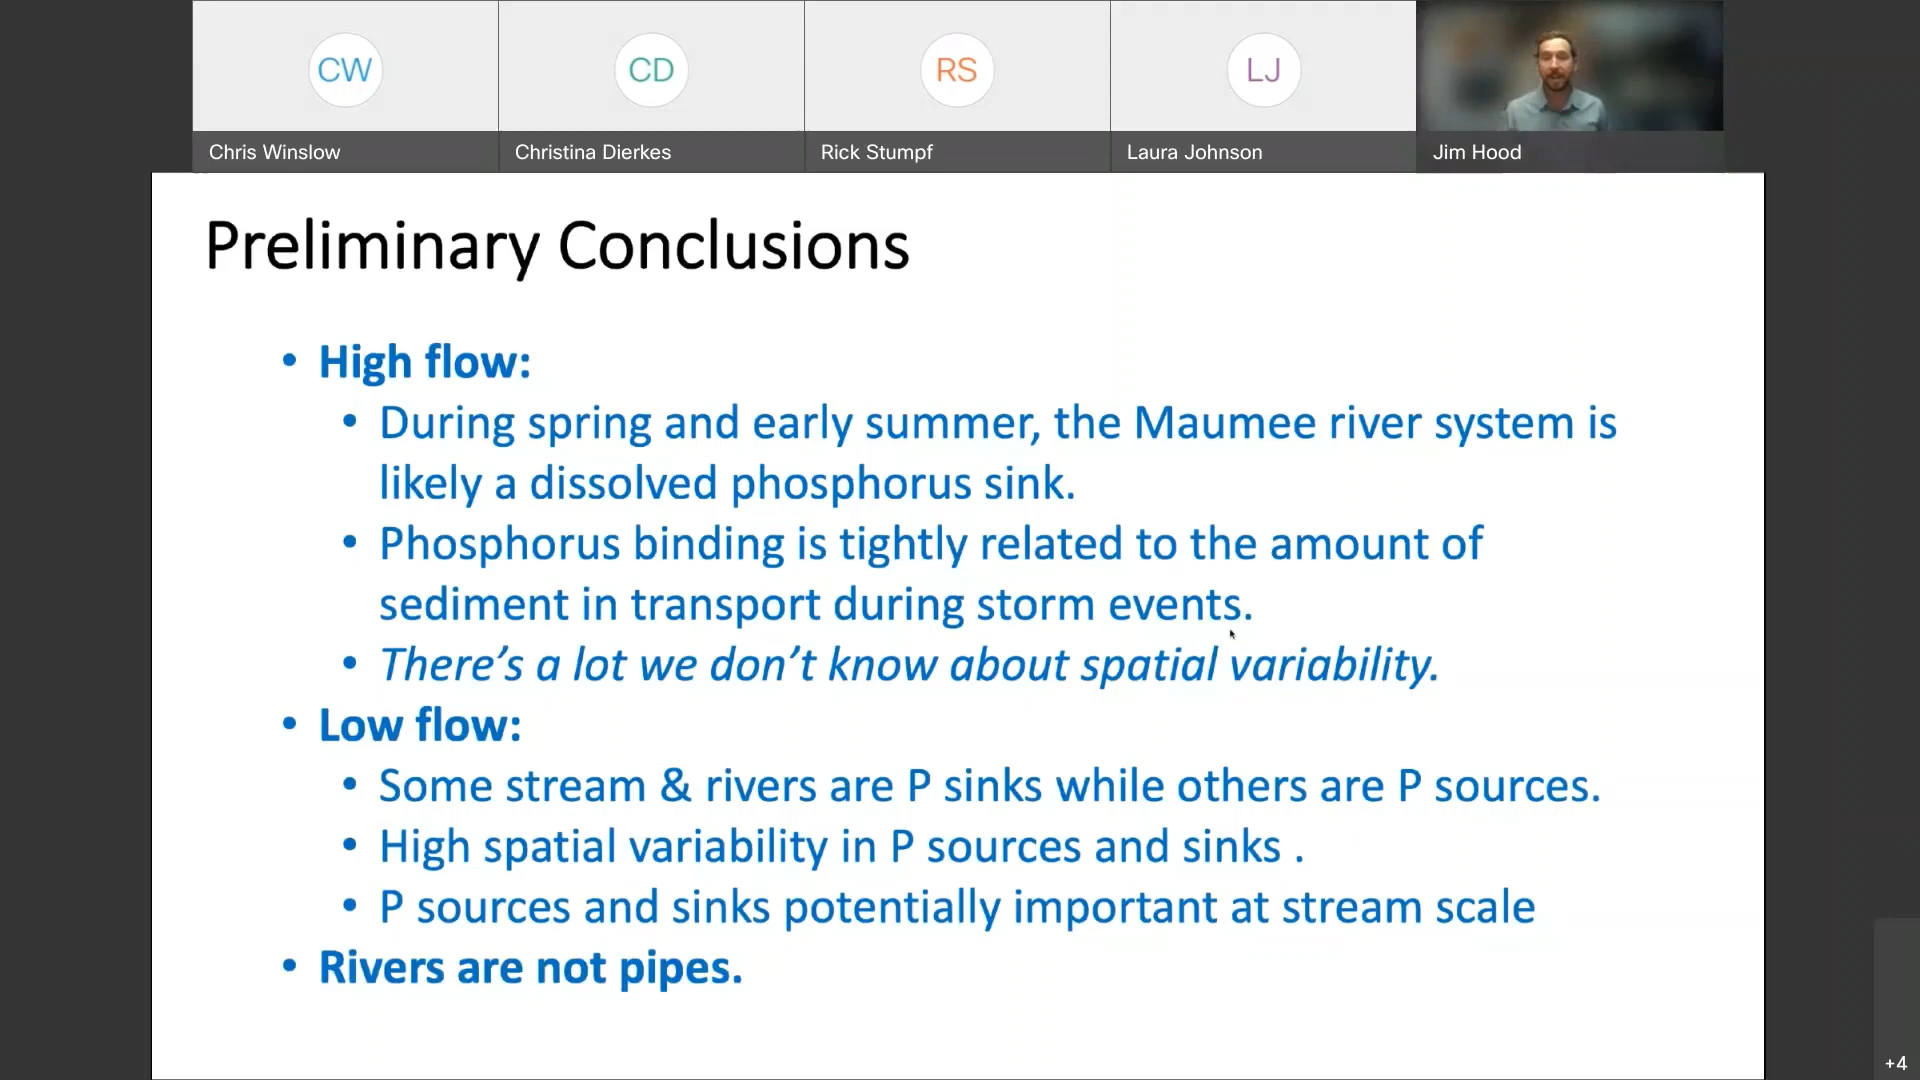 CW
CD
RS
LJ
Chris Winslow
Christina Dierkes
Rick Stumpf
Laura Johnson
Jim Hood
Preliminary Conclusions
• High flow:
• During spring and early summer, the Maumee river system is
likely a dissolved phosphorus sink.
• Phosphorus binding is tightly related to the amount of
sediment in transport during storm events.
• There’s a lot we don’t know about spatial variability.
• Low flow:
• Some stream & rivers are P sinks while others are P sources.
• High spatial variability in P sources and sinks .
• P sources and sinks potentially important at stream scale
• Rivers are not pipes.
+4